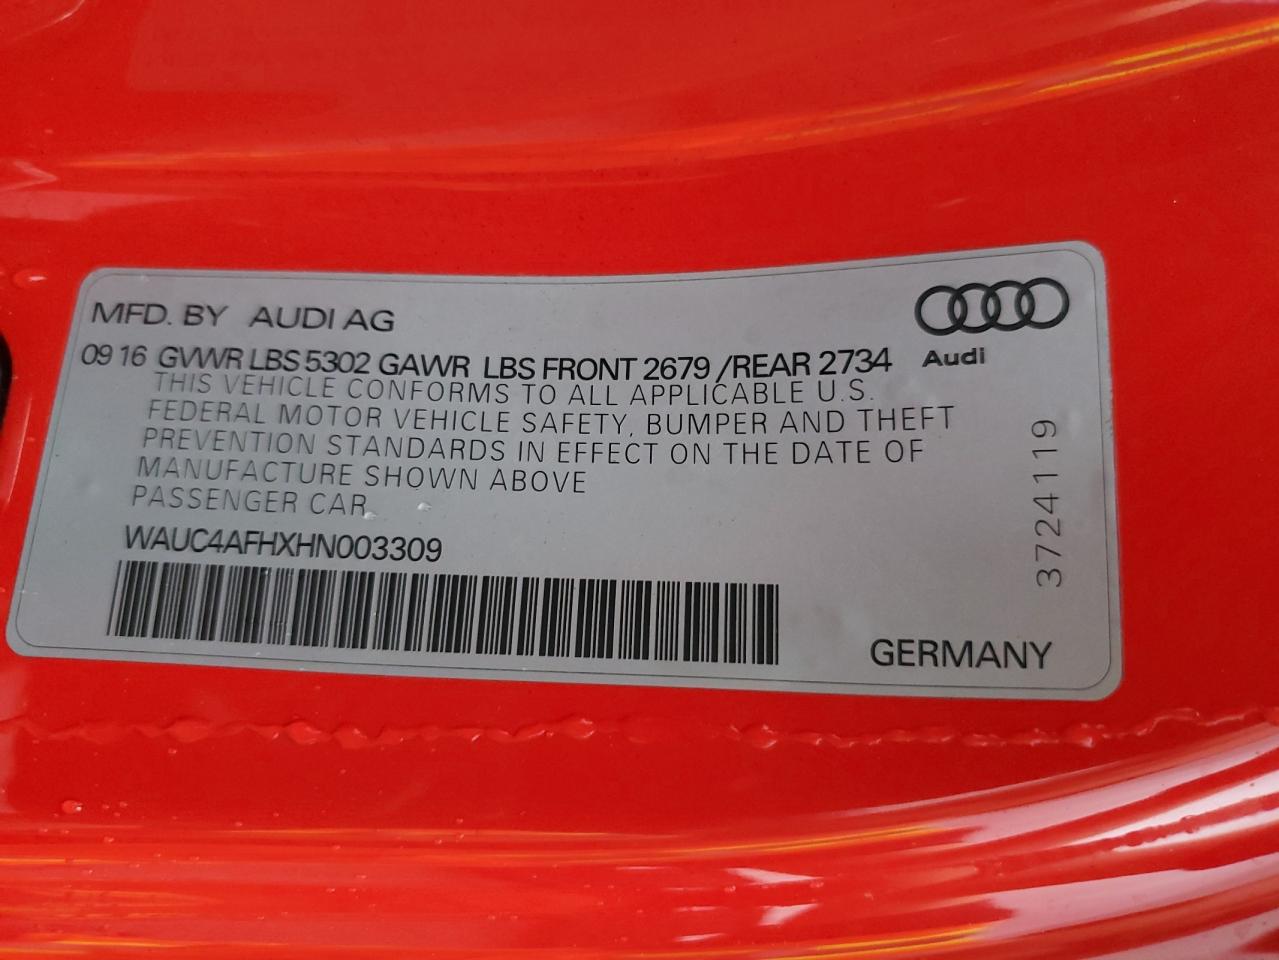 MFD. BY AUDI AG
09 16 GVWR LBS 5302 GAWR LBS FRONT 2679 /REAR 2734
Audi
THIS VEHICLE CONFORMS TO ALL APPLICABLE U.S.
FEDERAL MOTOR VEHICLE SAFETY, BUMPER AND THEFT
PREVENTION STANDARDS IN EFFECT ON THE DATE OF
MANUFACTURE SHOWN ABOVE
PASSENGER CAR
WAUC4AFHXHN003309
3724119
GERMANY